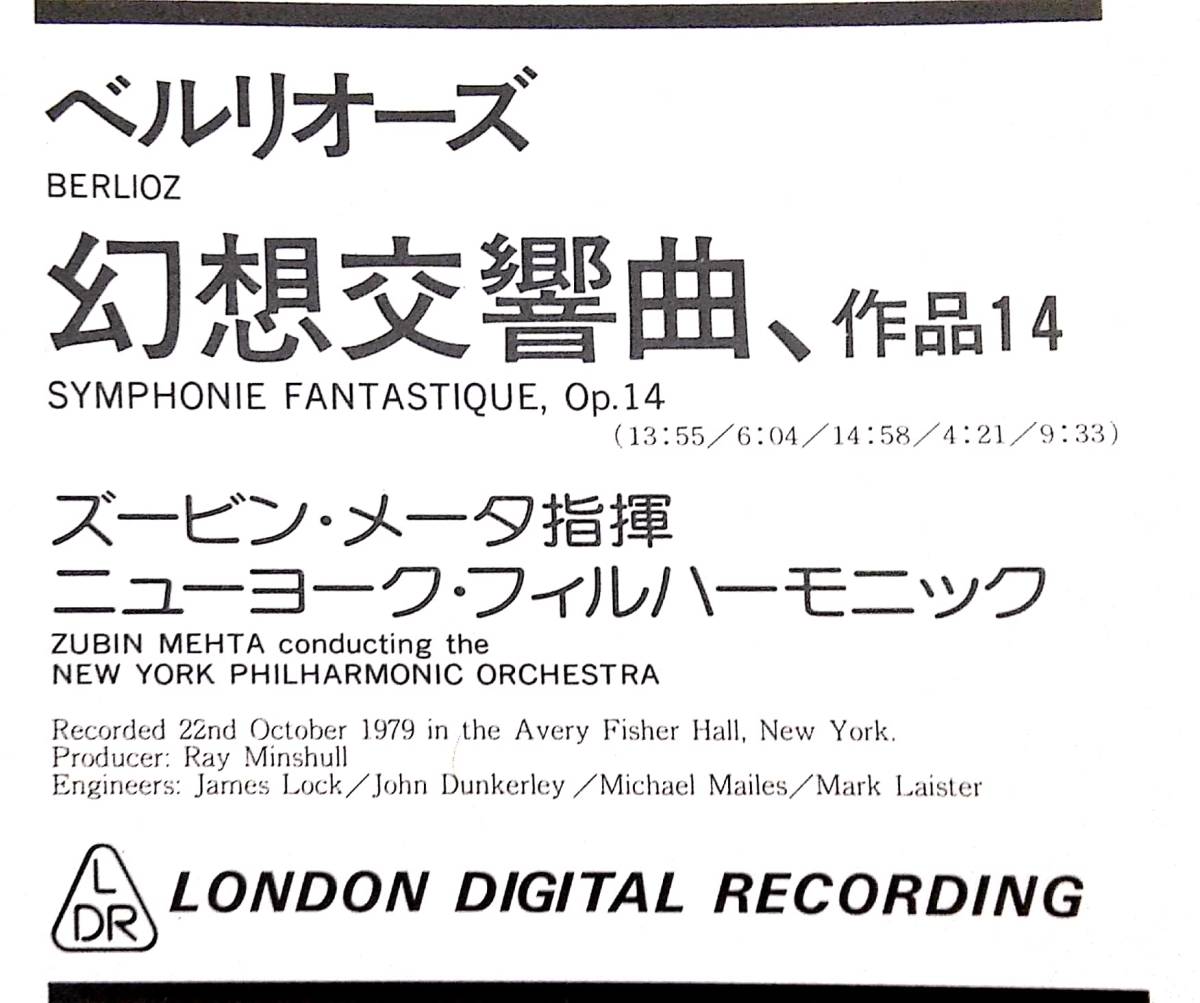 ベルリオーズ
BERLIOZ
幻想交響曲、作品14
SYMPHONIE FANTASTIQUE, Op.14
(13:55／6:04／14:58／4:21／9:33)
ズービン・メータ指揮
ニューヨーク・フィルハーモニック
ZUBIN MEHTA conducting the
NEW YORK PHILHARMONIC ORCHESTRA
Recorded 22nd October 1979 in the Avery Fisher Hall, New York.
Producer: Ray Minshull
Engineers: James Lock／John Dunkerley／Michael Mailes／Mark Laister
L
DR
LONDON DIGITAL RECORDING